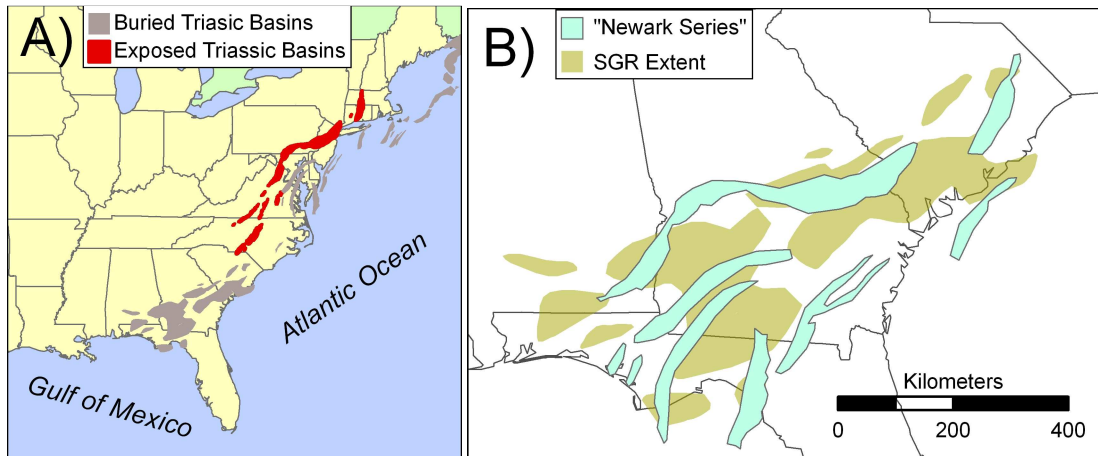 A)
Buried Triasic Basins
Exposed Triassic Basins
Atlantic Ocean
Gulf of Mexico
B)
"Newark Series"
SGR Extent
Kilometers
0 200 400